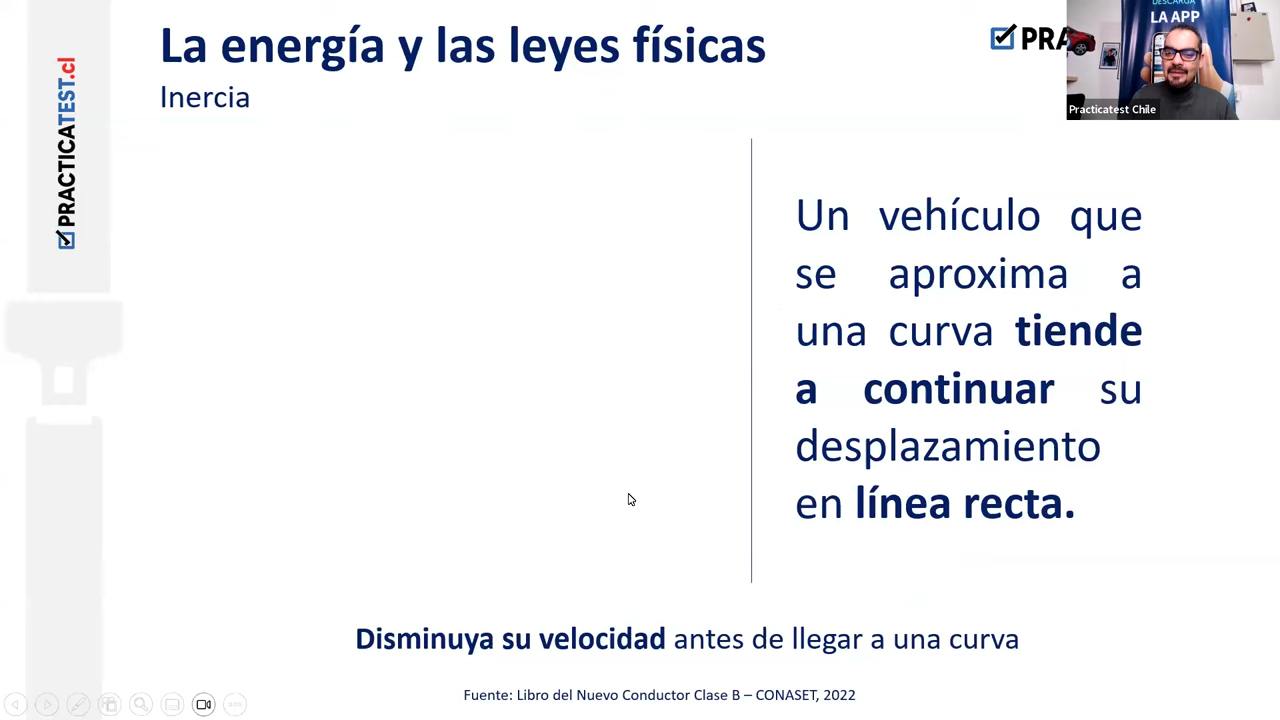 La energía y las leyes físicas
Inercia
PRACTICATEST.cl
PRA
DESCARGA
LA APP
Practicatest Chile
Un vehículo que
se aproxima a
una curva tiende
a continuar su
desplazamiento
en línea recta.
Disminuya su velocidad antes de llegar a una curva
Fuente: Libro del Nuevo Conductor Clase B – CONASET, 2022